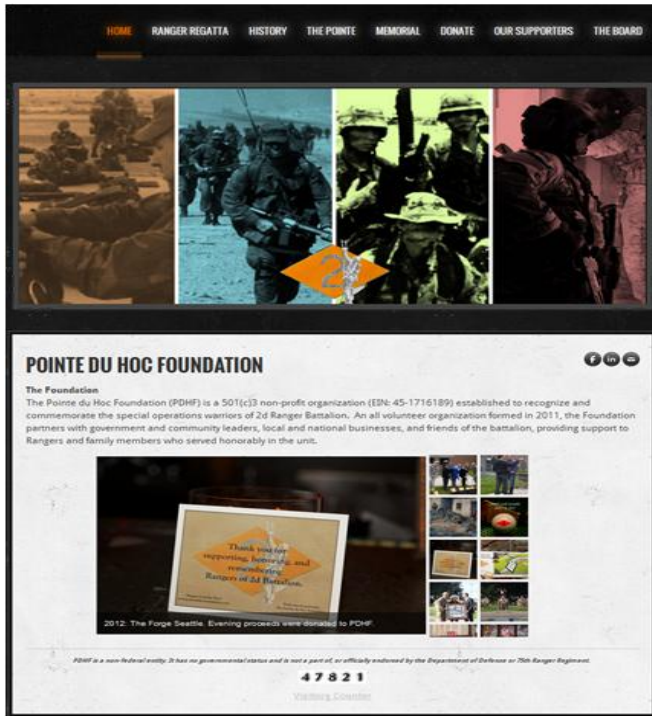 HOME RANGER REGATTA HISTORY THE POINTE MEMORIAL DONATE OUR SUPPORTERS THE BOARD
2
POINTE DU HOC FOUNDATION
The Foundation
The Pointe du Hoc Foundation (PDHF) is a 501(c)3 non-profit organization (EIN: 45-1716189) established to recognize and
commemorate the special operations warriors of 2d Ranger Battalion. An all volunteer organization formed in 2011, the Foundation
partners with government and community leaders, local and national businesses, and friends of the battalion, providing support to
Rangers and family members who served honorably in the unit.
Thank you for
supporting, honoring, and
remembering
Rangers of 2d Battalion.
2012: The Forge Seattle. Evening proceeds were donated to PDHF.
PDHF is a non-federal entity. It has no governmental status and is not a part of, or officially endorsed by the Department of Defense or 75th Ranger Regiment.
47821
Visitors Counter